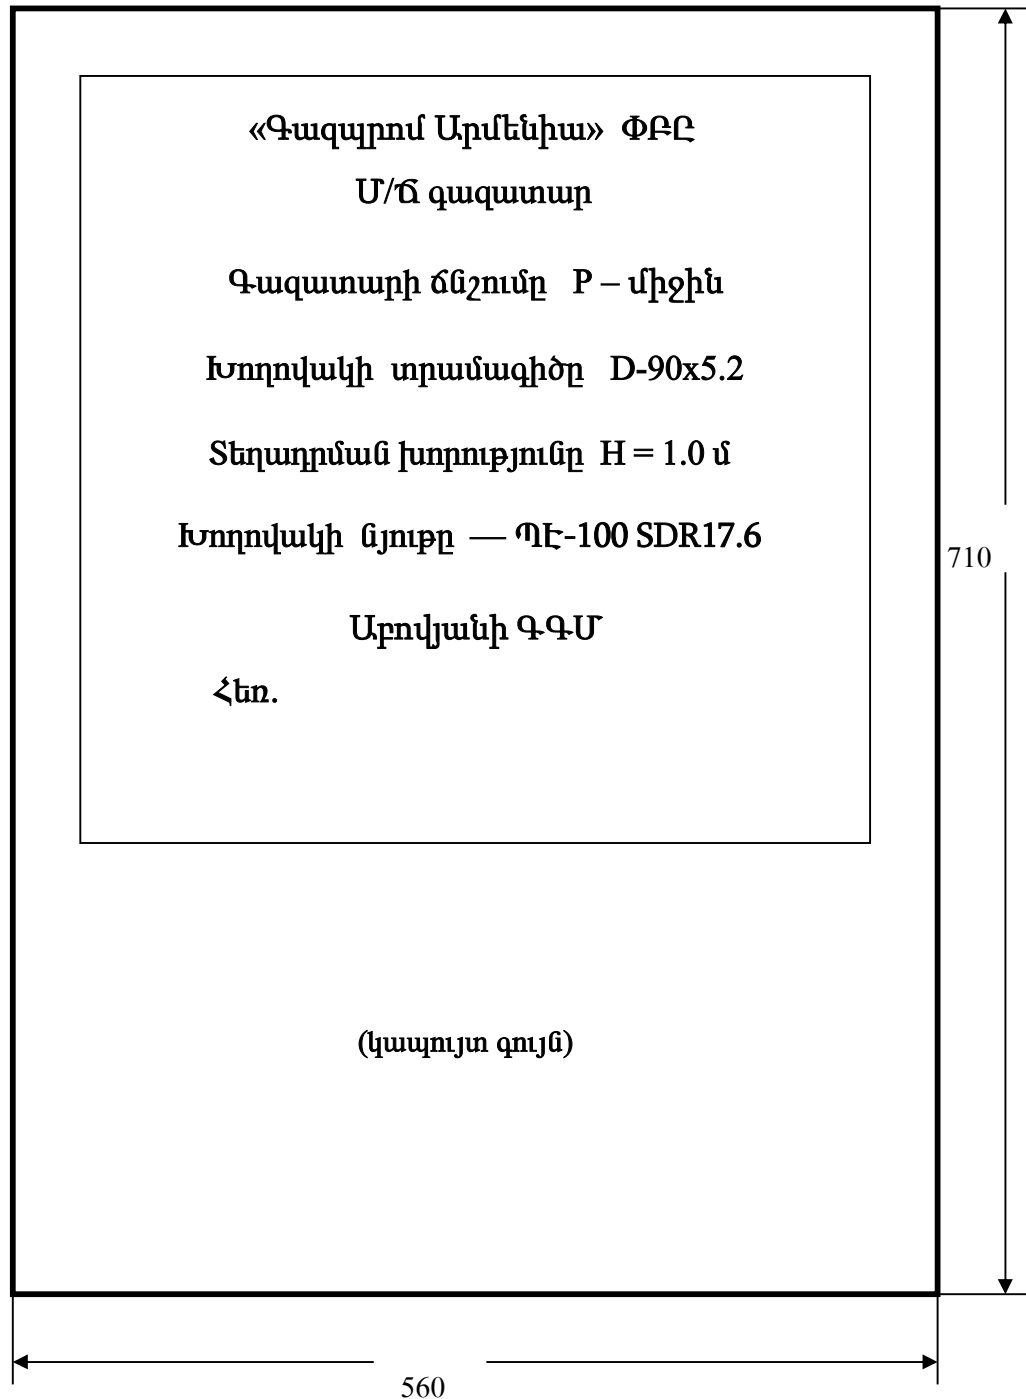 «Գազպրոմ Արմենիա» ՓԲԸ
Մ/Ճ գազատար
Գազատարի ճնշումը P – միջին
Խողովակի տրամագիծը D-90x5.2
Տեղադրման խորությունը H = 1.0 մ
Խողովակի նյութը — ՊԷ-100 SDR17.6
710
Աբովյանի ԳԳՄ
Հեռ.
(կապույտ գույն)
560